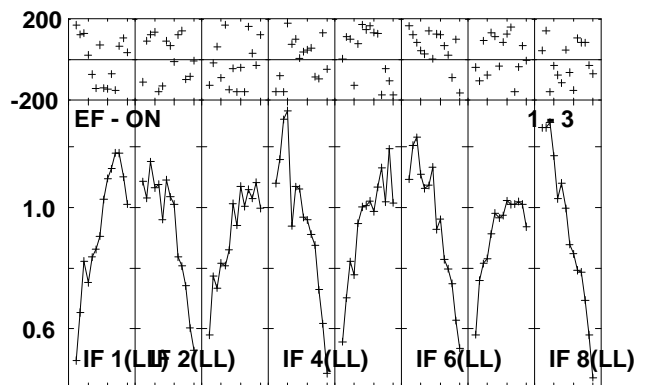 200
-200
EF - ON
1 - 3
1.0
0.6
IF 1(LL)
IF 2(LL)
IF 4(LL)
IF 6(LL)
IF 8(LL)